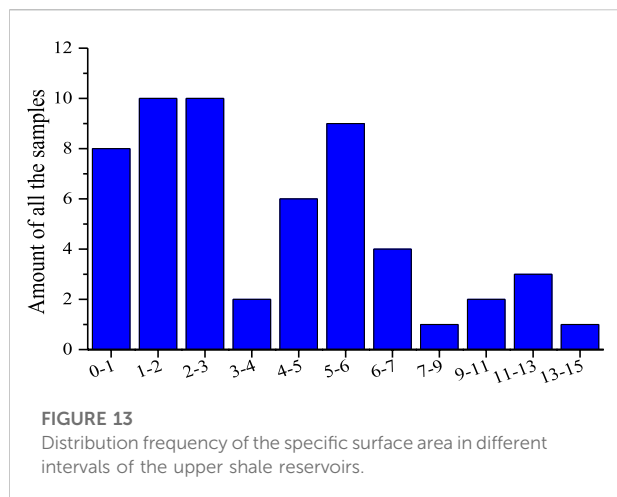 12
10
8
6
4
2
0
Amount of all the samples
0-1 1-2 2-3 3-4 4-5 5-6 6-7 7-9 9-11 11-13 13-15
FIGURE 13
Distribution frequency of the specific surface area in different
intervals of the upper shale reservoirs.